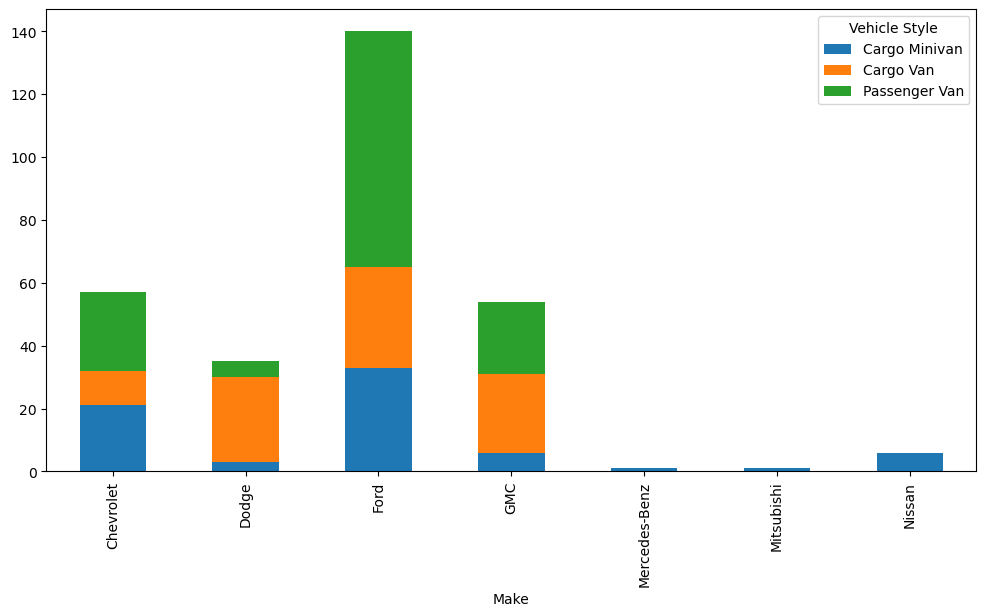 140
120
100
80
60
40
20
0
Vehicle Style
Cargo Minivan
Cargo Van
Passenger Van
Chevrolet
Dodge
Ford
GMC
Mercedes-Benz
Mitsubishi
Nissan
Make